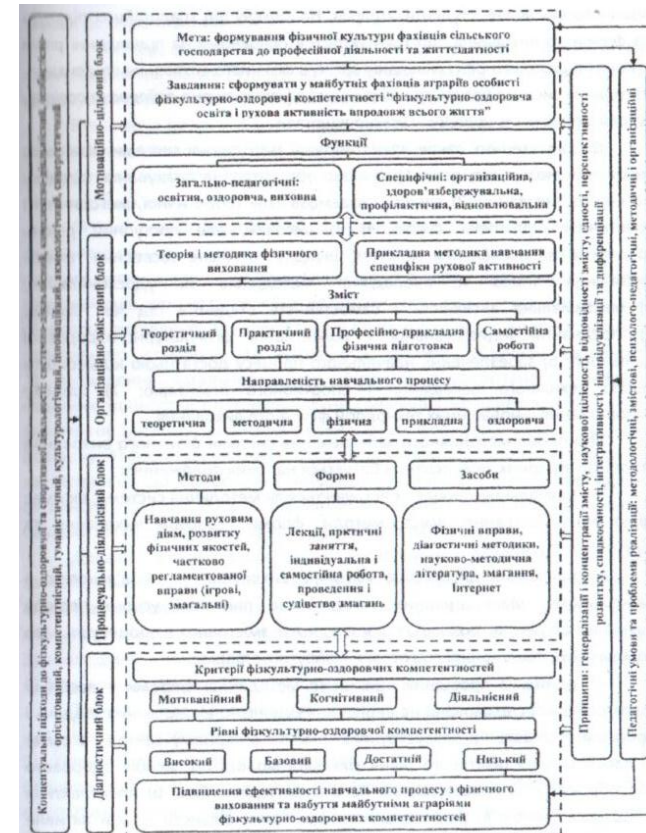 Мета: формування фізичної культури фахівців сільського
господарства до професійної діяльності та життєздатності
Завдання: сформувати у майбутніх фахівців аграріїв особисті
фізкультурно-оздоровчі компетентності “фізкультурно-оздоровча
освіта і рухова активність впродовж всього життя”
Функції
Загально-педагогічні:
освітня, оздоровча, виховна
Специфічні: організаційна,
здоров’язбережувальна,
профілактична, відновлювальна
Мотиваційно-цільовий блок
Теорія і методика фізичного
виховання
Прикладна методика навчання
специфіки рухової активності
Зміст
Теоретичний
розділ
Практичний
розділ
Професійно-прикладна
фізична підготовка
Самостійна
робота
Направленість навчального процесу
теоретична
методична
фізична
прикладна
оздоровча
Організаційно-змістовий блок
Методи
Форми
Засоби
Навчання руховим
діям, розвитку
фізичних якостей,
частково
регламентованої
вправи (ігрові,
змагальні)
Лекції, прктичні
заняття,
індивідуальна і
самостійна робота,
проведення і
судівство змагань
Фізичні вправи,
діагостичні методики,
науково-методична
література, змагання,
Інтернет
Процесуально-діяльнісний блок
Критерії фізкультурно-оздоровчих компетентностей
Мотиваційний
Когнітивний
Діяльнісний
Рівні фізкультурно-оздоровчої компетентності
Високий
Базовий
Достатній
Низький
Підвищення ефективності навчального процесу з фізичного
виховання та набуття майбутніми аграріями
фізкультурно-оздоровчих компетентностей
Діагностичний блок
Концептуальні підходи до фізкультурно-оздоровчої та спортивної діяльності: системно-діяльнісний,
орієнтований, компетентнісний, гуманістичний, культурологічний, інноваційний, акмеологічний, синергетичний
Принципи: генералізації і концентрації змісту, наукової цілісності, відповідності змісту, єдності, перспективності
розвитку, спадкоємності, інтегративності, індивідуалізації та диференціації
Педагогічні умови та проблеми реалізації: методологічні, змістові, психолого-педагогічні, методичні і організаційні